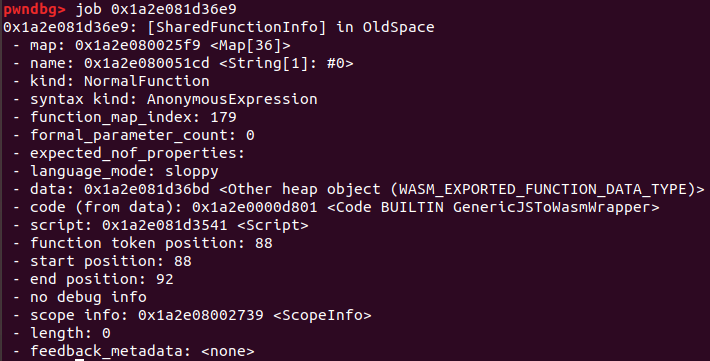 pwndbg> job 0x1a2e081d36e9
0x1a2e081d36e9: [SharedFunctionInfo] in OldSpace
 - map: 0x1a2e080025f9 <Map[36]>
 - name: 0x1a2e080051cd <String[1]: #0>
 - kind: NormalFunction
 - syntax kind: AnonymousExpression
 - function_map_index: 179
 - formal_parameter_count: 0
 - expected_nof_properties:
 - language_mode: sloppy
 - data: 0x1a2e081d36bd <Other heap object (WASM_EXPORTED_FUNCTION_DATA_TYPE)>
 - code (from data): 0x1a2e0000d801 <Code BUILTIN GenericJSToWasmWrapper>
 - script: 0x1a2e081d3541 <Script>
 - function token position: 88
 - start position: 88
 - end position: 92
 - no debug info
 - scope info: 0x1a2e08002739 <ScopeInfo>
 - length: 0
 - feedback_metadata: <none>